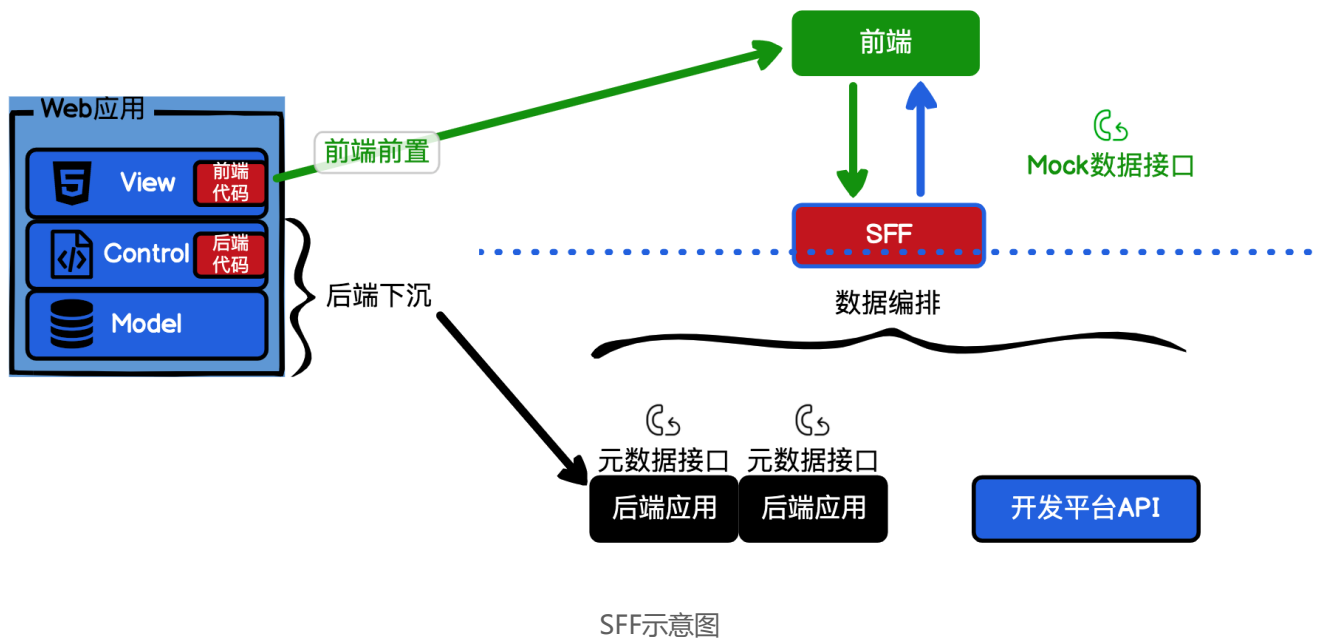 前端
Web应用
前端前置
View
前端
代码
Mock数据接口
Control
后端
代码
SFF
后端下沉
数据编排
Model
元数据接口
元数据接口
后端应用
后端应用
开发平台API
SFF示意图